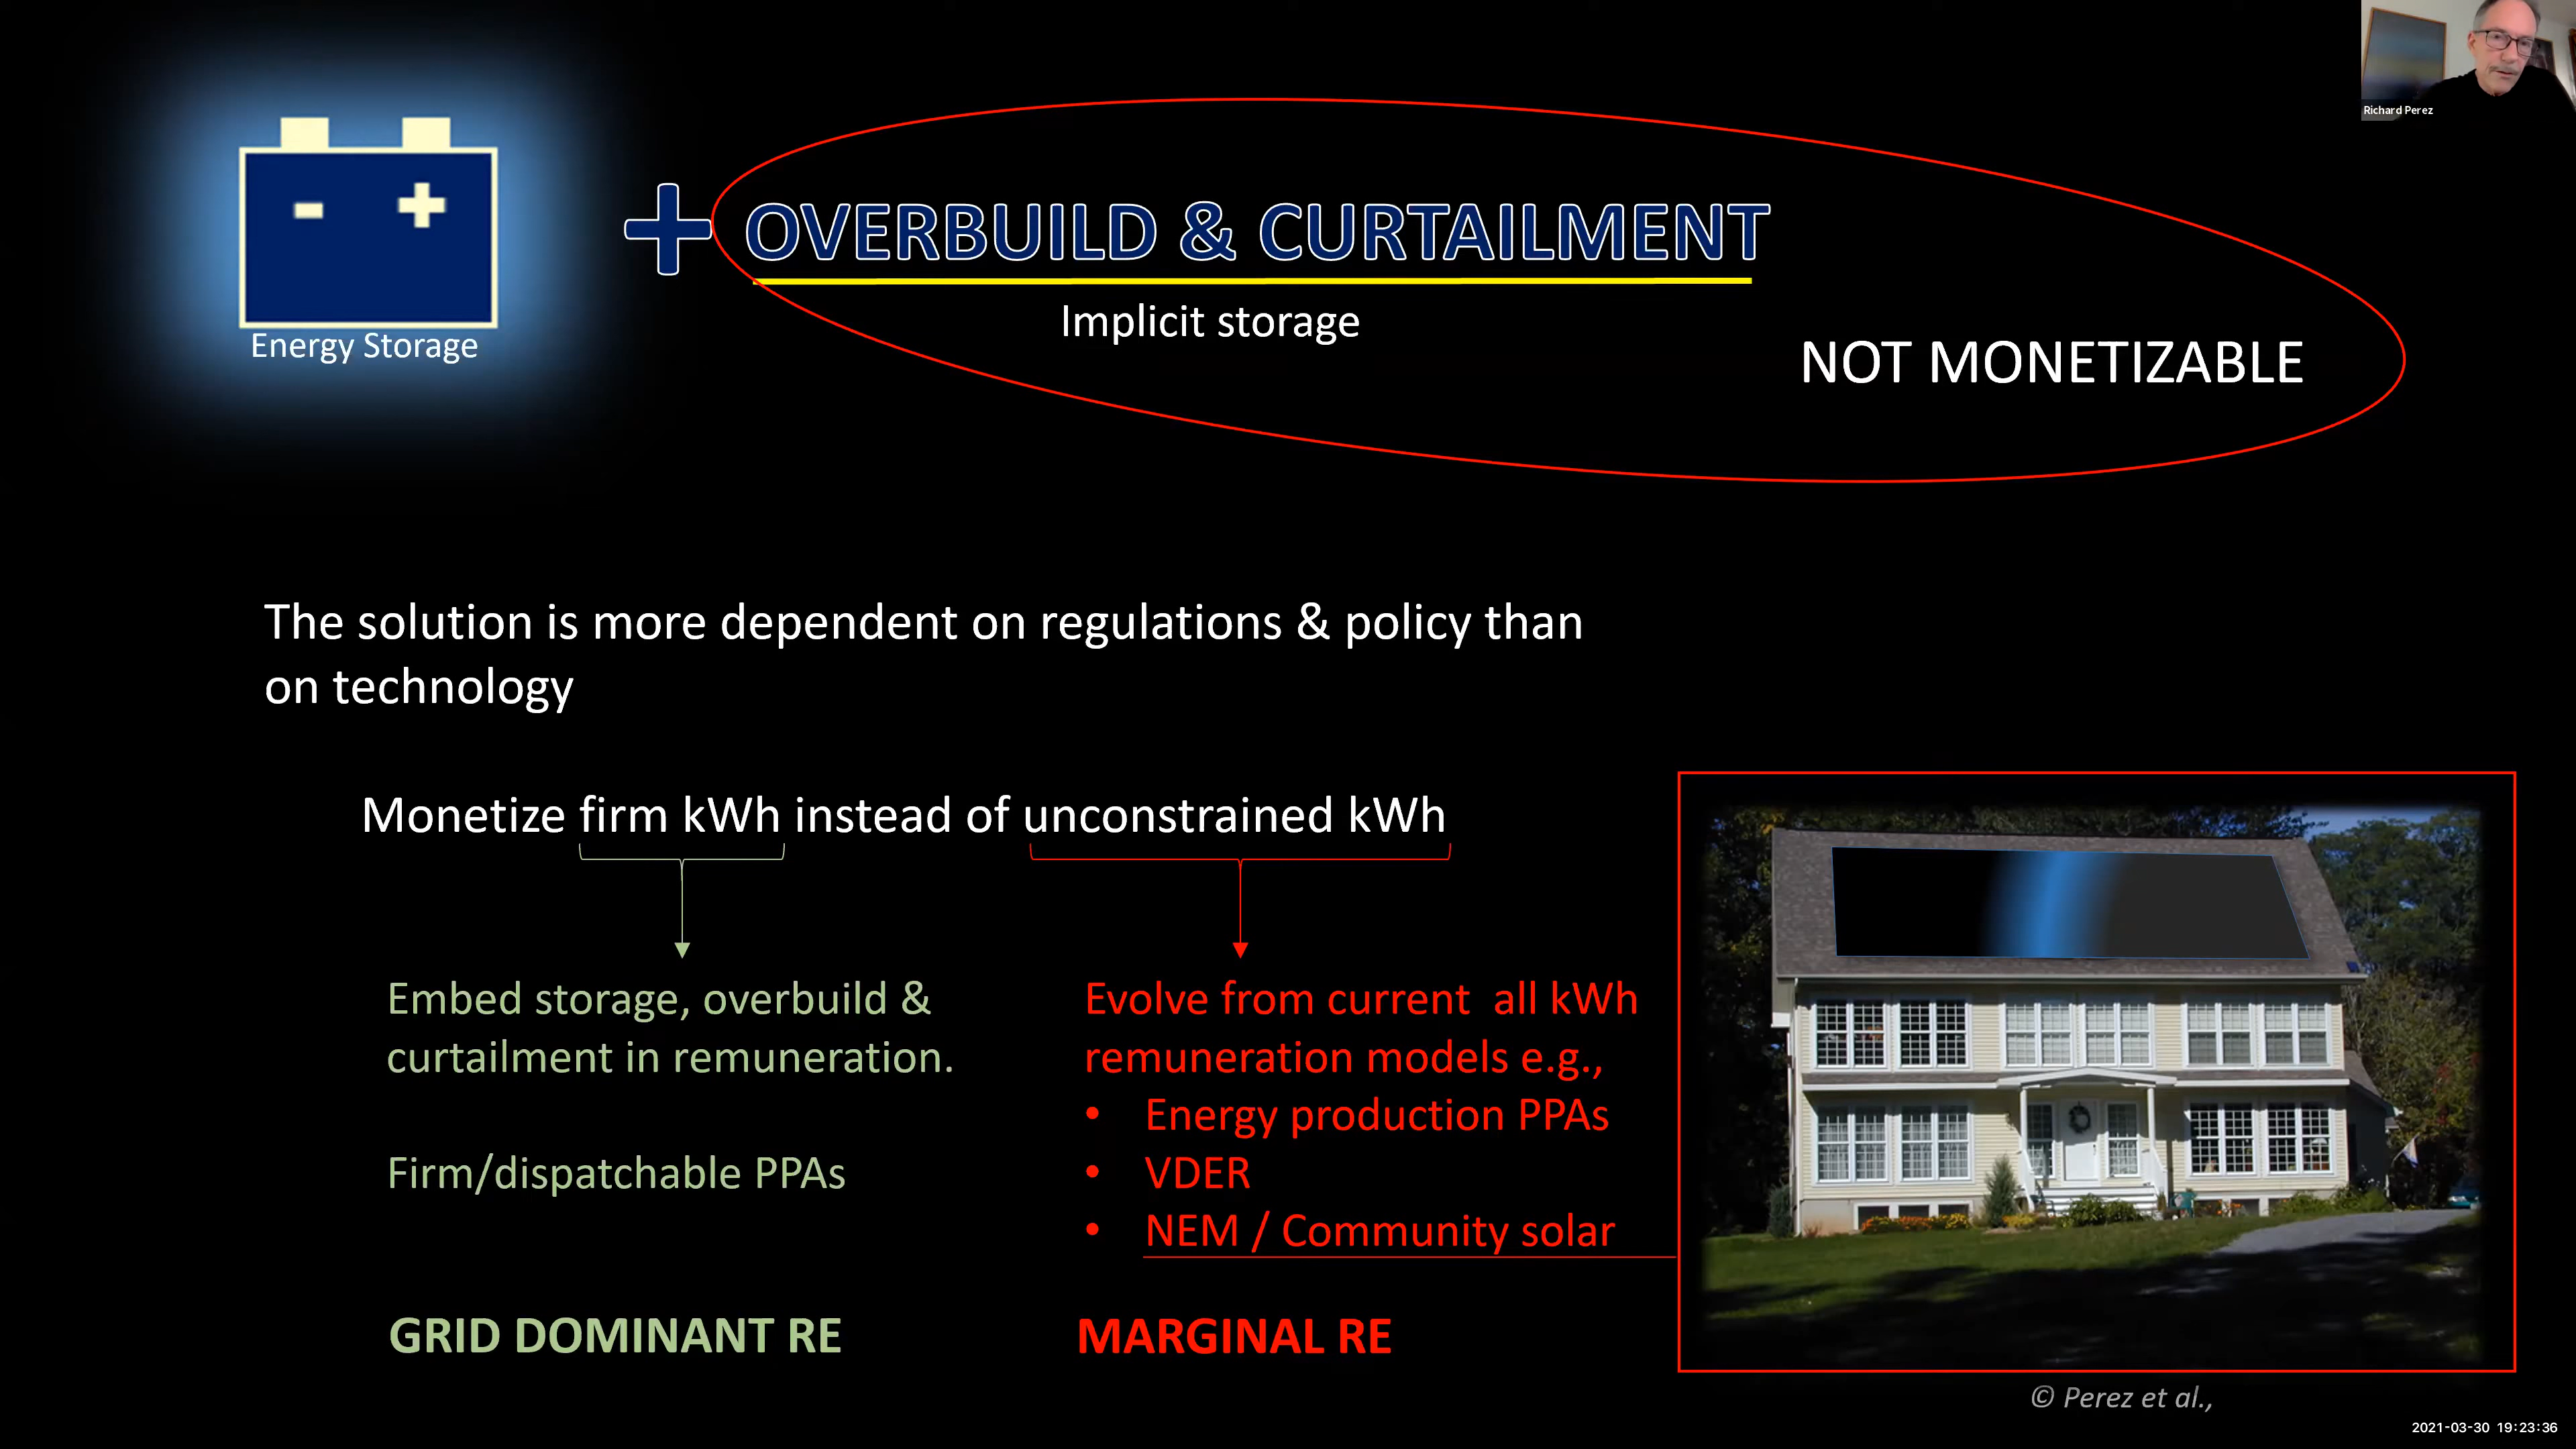 Richard Perez
- +
Energy Storage
+ OVERBUILD & CURTAILMENT
Implicit storage
NOT MONETIZABLE
The solution is more dependent on regulations & policy than
on technology
Monetize firm kWh instead of unconstrained kWh
Embed storage, overbuild &
curtailment in remuneration.
Firm/dispatchable PPAs
GRID DOMINANT RE
Evolve from current all kWh
remuneration models e.g.,
• Energy production PPAs
• VDER
• NEM / Community solar
MARGINAL RE
© Perez et al.,
2021-03-30 19:23:36